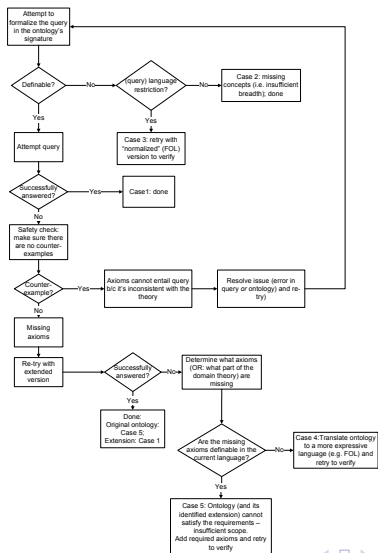 Attempt to
formalize the query
in the ontology's
signature
Definable?
No
(query) language
restriction?
No
Case 2: missing
concepts (i.e. insufficient
breadth); done
Yes
Yes
Attempt query
Case 3: retry with
"normalized" (FOL)
version to verify
Successfully
answered?
Yes
Case1: done
No
Safety check:
make sure there
are no counter-
examples
Counter-
example?
Yes
Axioms cannot entail query
b/c it's inconsistent with the
theory
Resolve issue (error in
query or ontology) and re-
try)
No
Missing
axioms
Re-try with
extended
version
Successfully
answered?
No
Determine what axioms
(OR: what part of
the domain theory) are
missing
Yes
Done:
Original ontology:
Case 5;
Extension: Case 1
Are the missing
axioms definable in the
current language?
No
Case 4:Translate ontology
to a more expressive
language (e.g. FOL) and
retry to verify
Yes
Case 5: Ontology (and its
identified extension) cannot
satisfy the requirements –
insufficient scope.
Add required axioms and retry
to verify